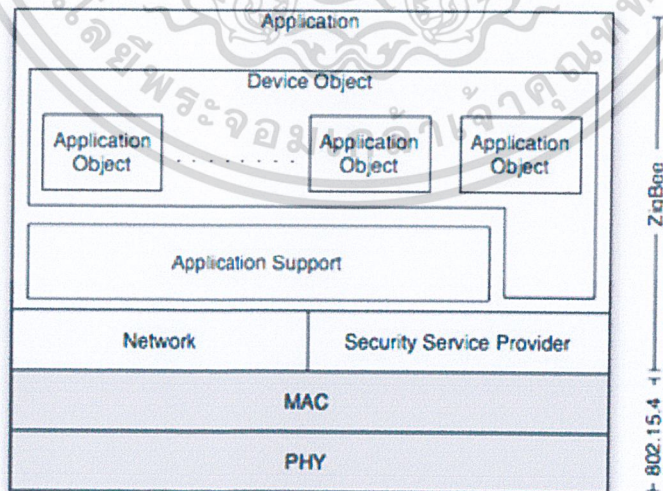 Application
Device Object
Application
Object
Application
Object
Application
Object
Application Support
Network
Security Service Provider
MAC
PHY
ZigBee
802.15.4